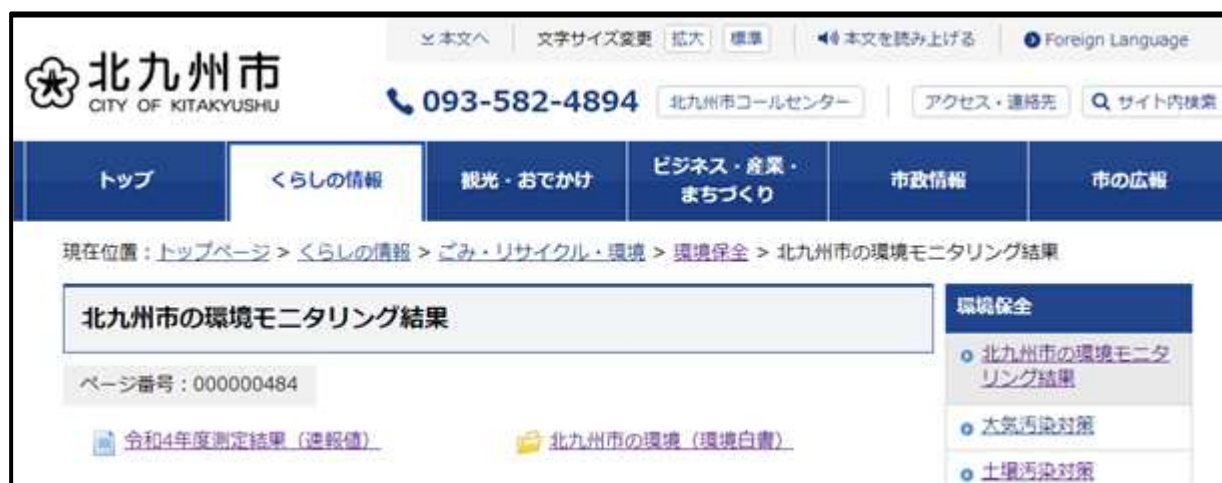 本文へ
文字サイズ変更 拡大 標準
本文を読み上げる
Foreign Language
北九州市
CITY OF KITAKYUSHU
093-582-4894
北九州市コールセンター
アクセス・連絡先
サイト内検索
トップ
くらしの情報
観光・おでかけ
ビジネス・産業・
まちづくり
市政情報
市の広報
現在位置：トップページ > くらしの情報 > ごみ・リサイクル・環境 > 環境保全 > 北九州市の環境モニタリング結果
北九州市の環境モニタリング結果
ページ番号：000000484
令和4年度測定結果（速報値）
北九州市の環境（環境白書）
環境保全
北九州市の環境モニタ
リング結果
大気汚染対策
土壌汚染対策